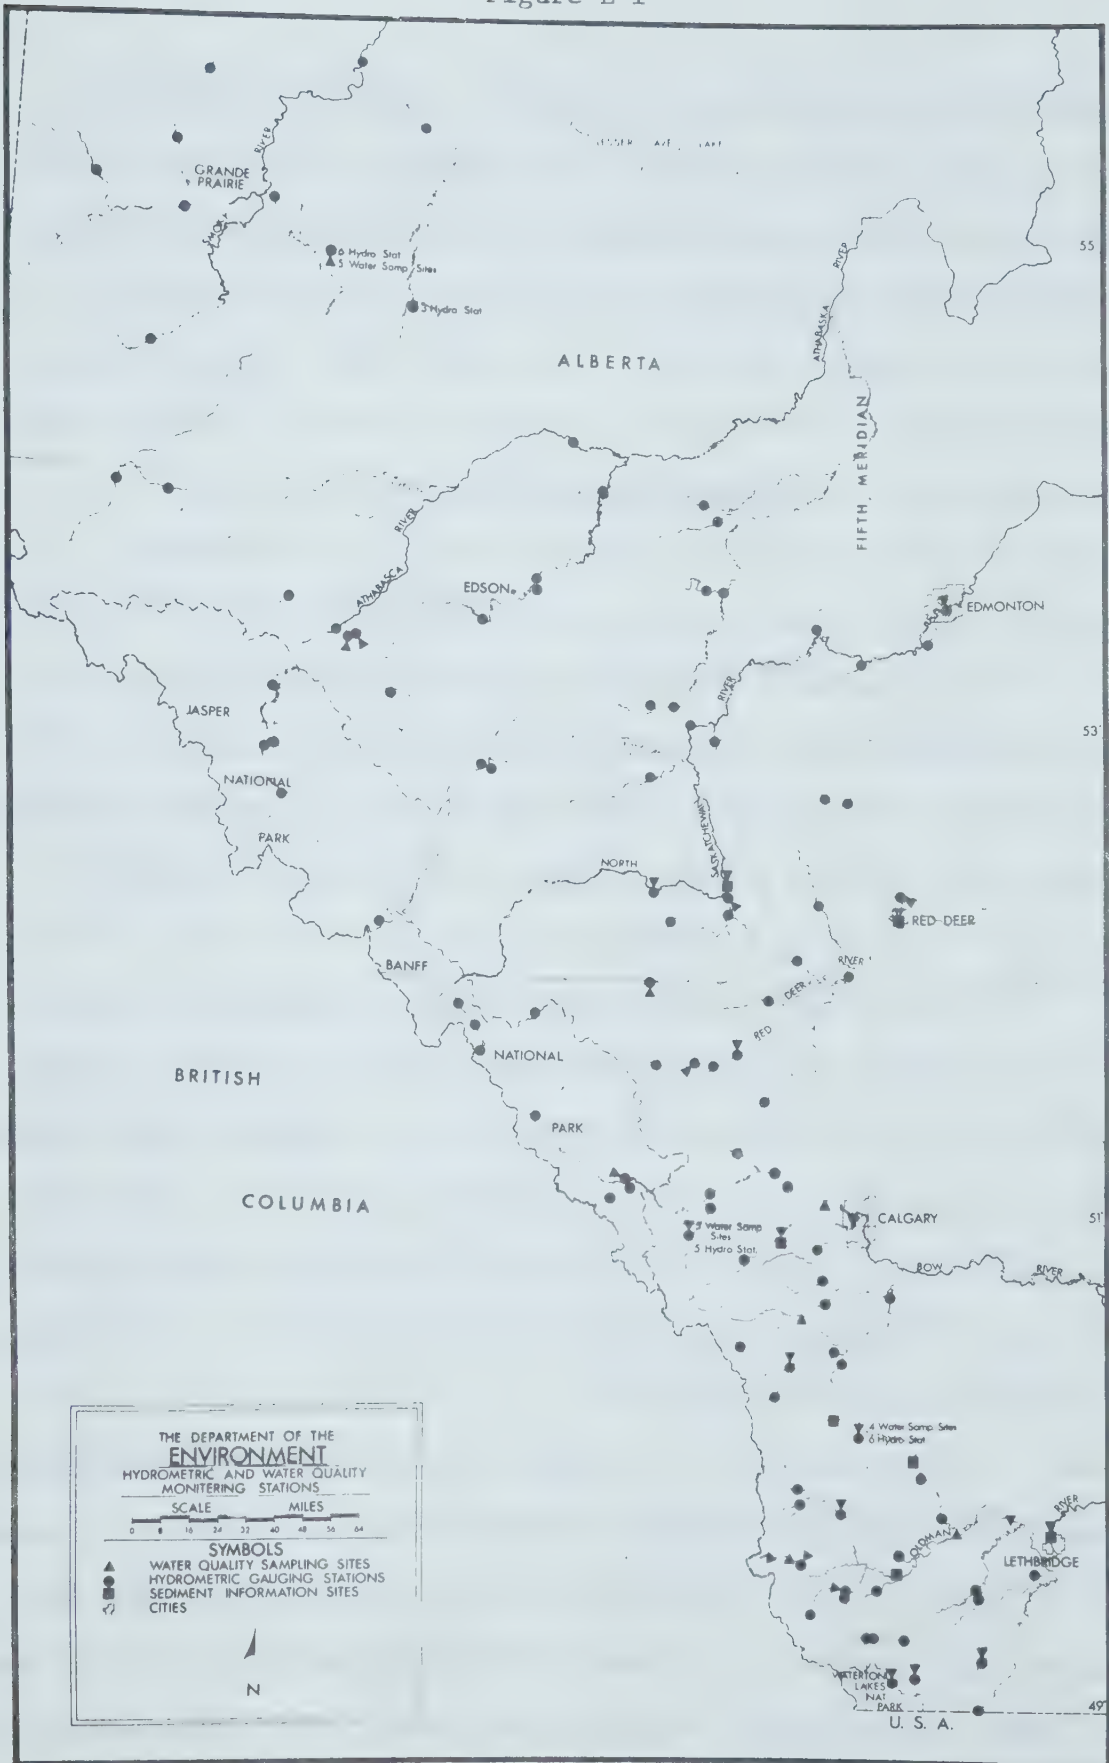 Figure E-1
RIVER
GRANDE
PRAIRIE
SMOKY
6 Hydro Stat
5 Water Samp Sites
3 Hydro Stat
55
ATHABASKA
RIVER
ALBERTA
FIFTH MERIDIAN
ATHABASCA
RIVER
EDSON
EDMONTON
RIVER
JASPER
NATIONAL
PARK
53
NORTH
SASKATCHEWAN
RED DEER
BANFF
NATIONAL
PARK
RED
DEER
RIVER
BRITISH
COLUMBIA
CALGARY
51
Water Samp
Sites
5 Hydro Stat.
BOW
RIVER
4 Water Samp Sites
6 Hydro Stat
OLDMAN
RIVER
LETHBRIDGE
WATERTON
LAKES
NAT
PARK
49
U. S. A.
THE DEPARTMENT OF THE
ENVIRONMENT
HYDROMETRIC AND WATER QUALITY
MONITERING STATIONS
SCALE MILES
0 8 16 24 32 40 48 56 64
SYMBOLS
WATER QUALITY SAMPLING SITES
HYDROMETRIC GAUGING STATIONS
SEDIMENT INFORMATION SITES
CITIES
N